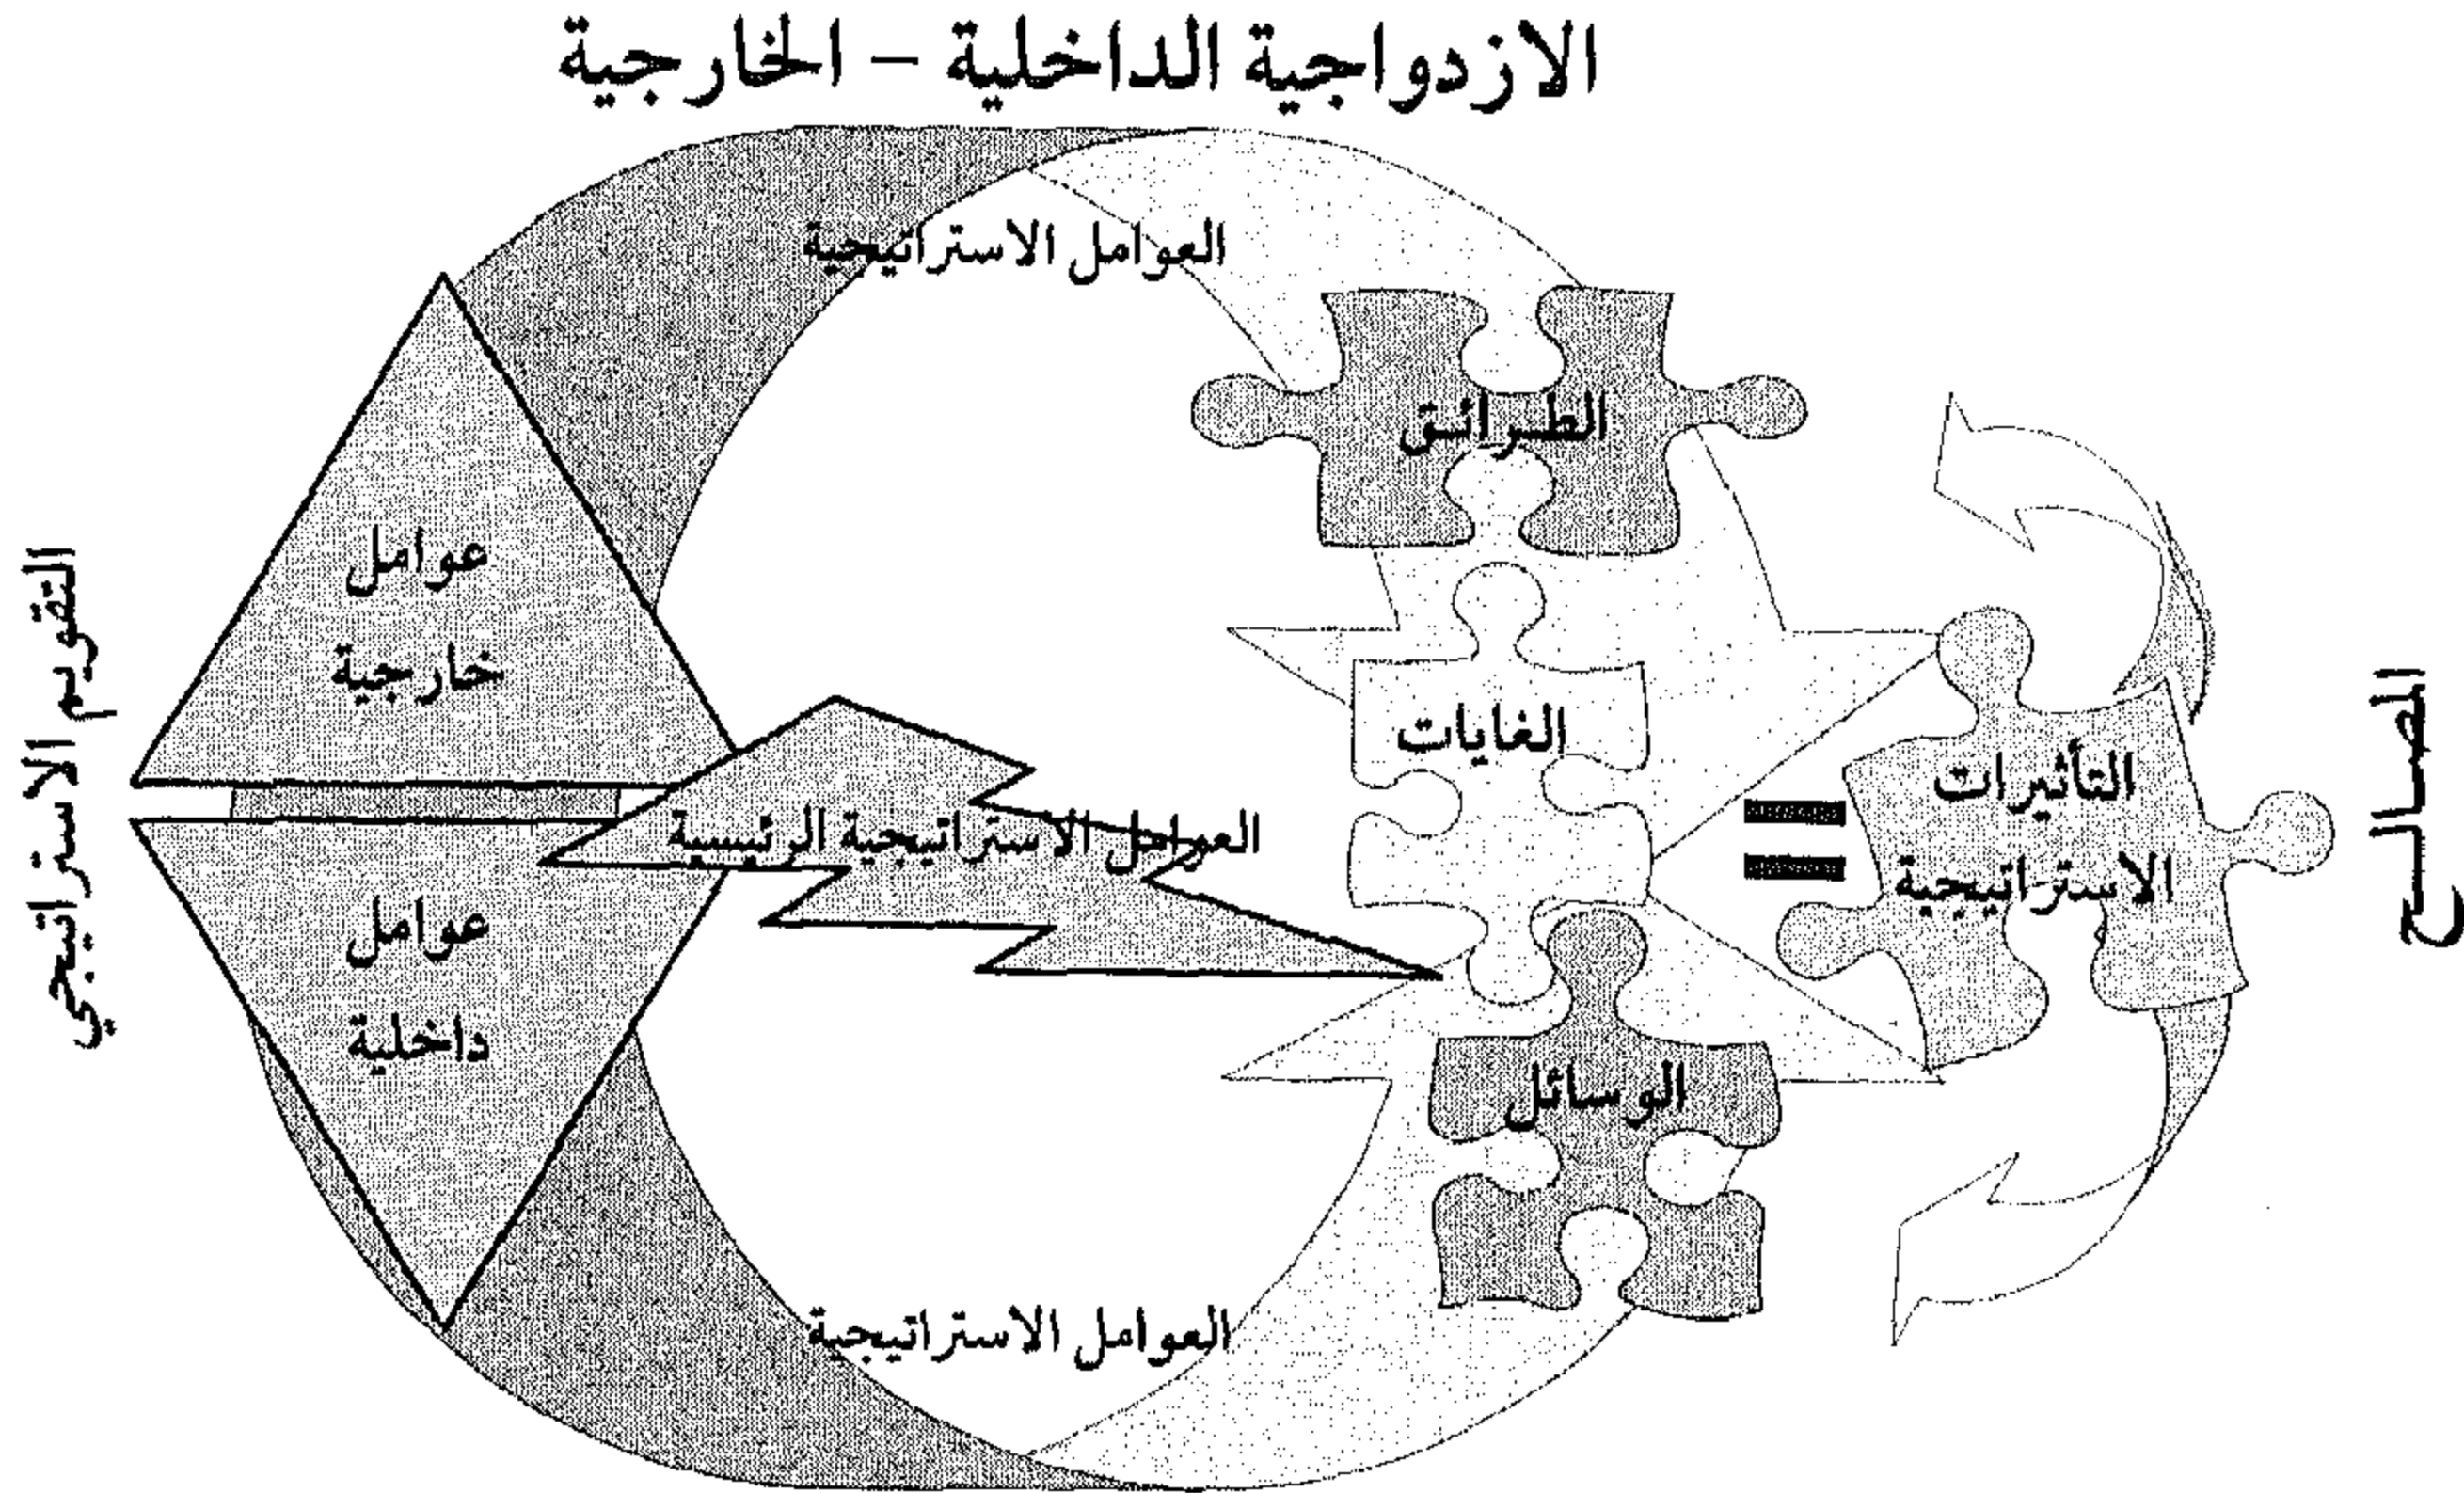 الازدواجية الداخلية – الخارجية
العوامل الاستراتيجية
الطرائق
عوامل
خارجية
الغايات
التأثيرات
الاستراتيجية
المصالح
التقويم الاستراتيجي
العوامل الاستراتيجية الرئيسية
عوامل
داخلية
الوسائل
العوامل الاستراتيجية